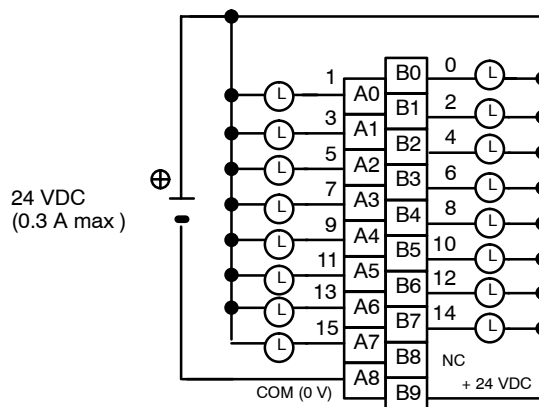 0
B0
L
1
L
A0
2
B1
L
3
L
A1
4
B2
L
5
L
A2
6
B3
L
7
L
A3
8
B4
L
9
L
A4
10
B5
L
11
L
A5
12
B6
L
13
L
A6
14
B7
L
15
L
A7
B8
NC
A8
COM (0 V)
B9
+ 24 VDC
24 VDC
(0.3 A max )